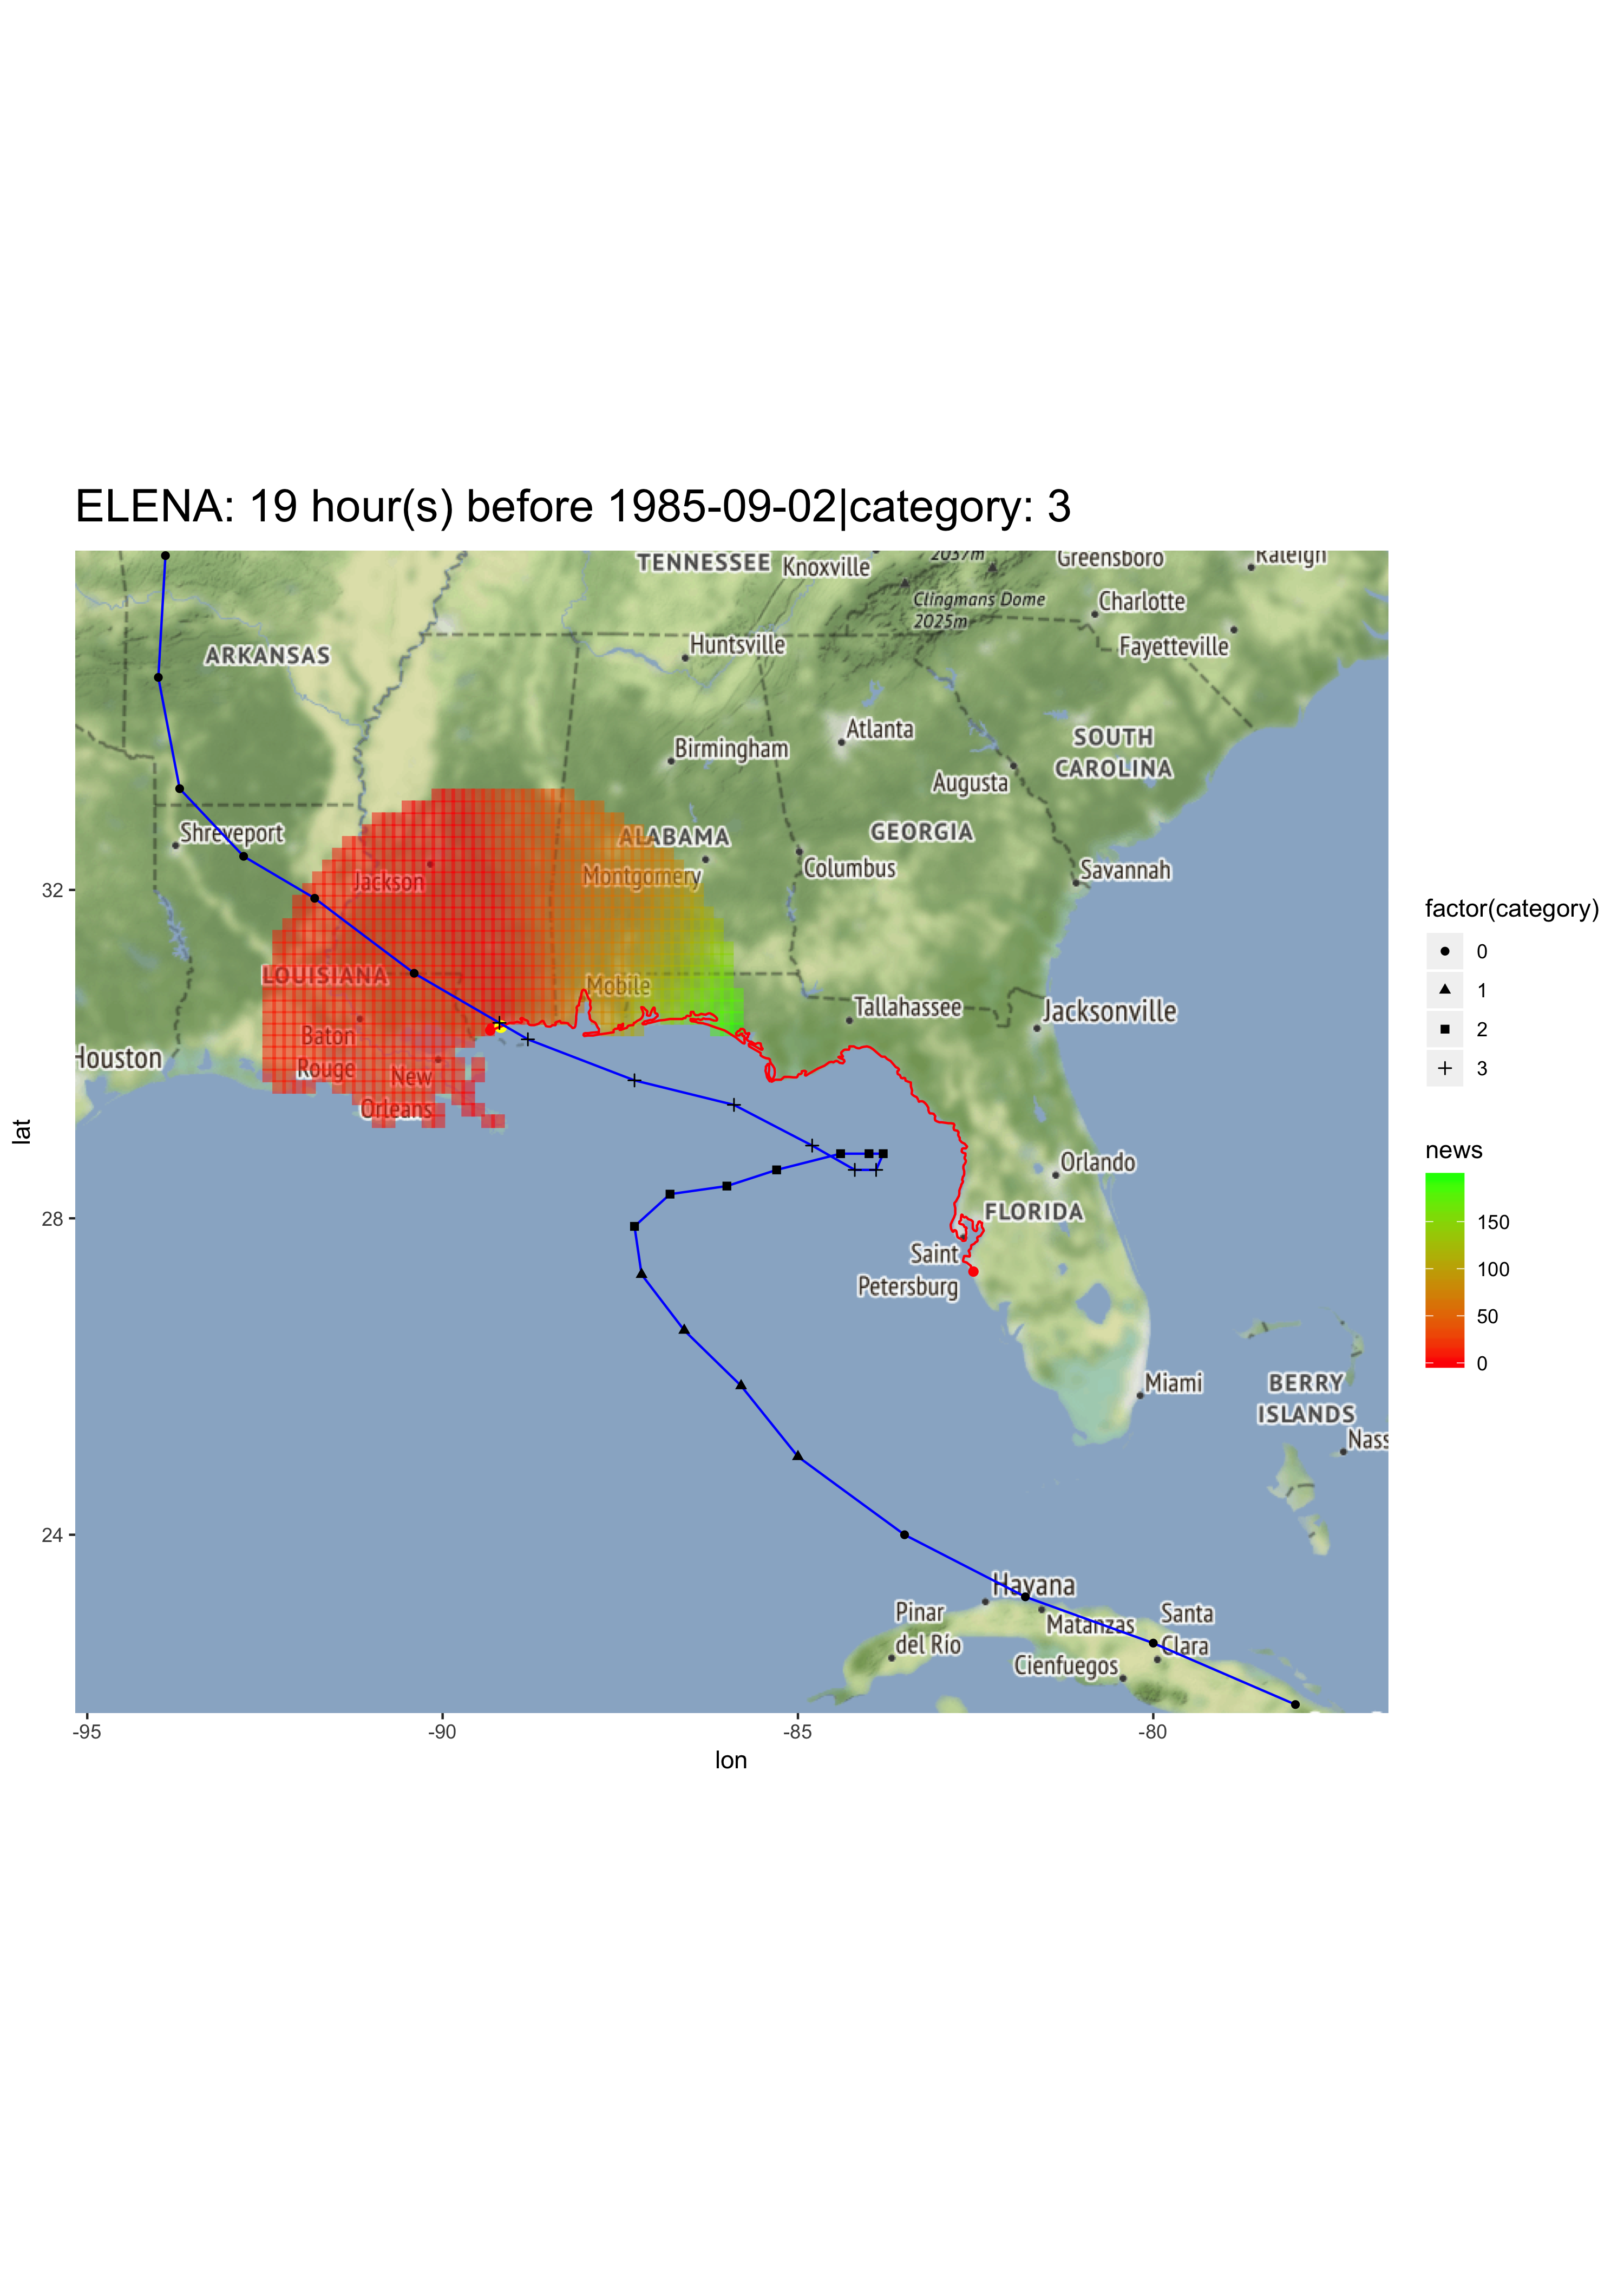 ELENA: 19 hour(s) before 1985-09-02|category: 3
TENNESSEE
Knoxville
2037m
Greensboro
Raleigh
Clingmans Dome
2025m
Charlotte
Fayetteville
ARKANSAS
Huntsville
Birmingham
Atlanta
SOUTH
CAROLINA
Augusta
Shreveport
ALABAMA
GEORGIA
Jackson
Montgomery
Columbus
Savannah
LOUISIANA
Mobile
Tallahassee
Jacksonville
Baton
Rouge
Houston
New
Orleans
Orlando
FLORIDA
Saint
Petersburg
Miami
BERRY
ISLANDS
Nass
Havana
Pinar
del Río
Matanzas
Santa
Clara
Cienfuegos
32
28
24
lat
-95
-90
-85
-80
lon
factor(category)
0
1
2
3
news
150
100
50
0